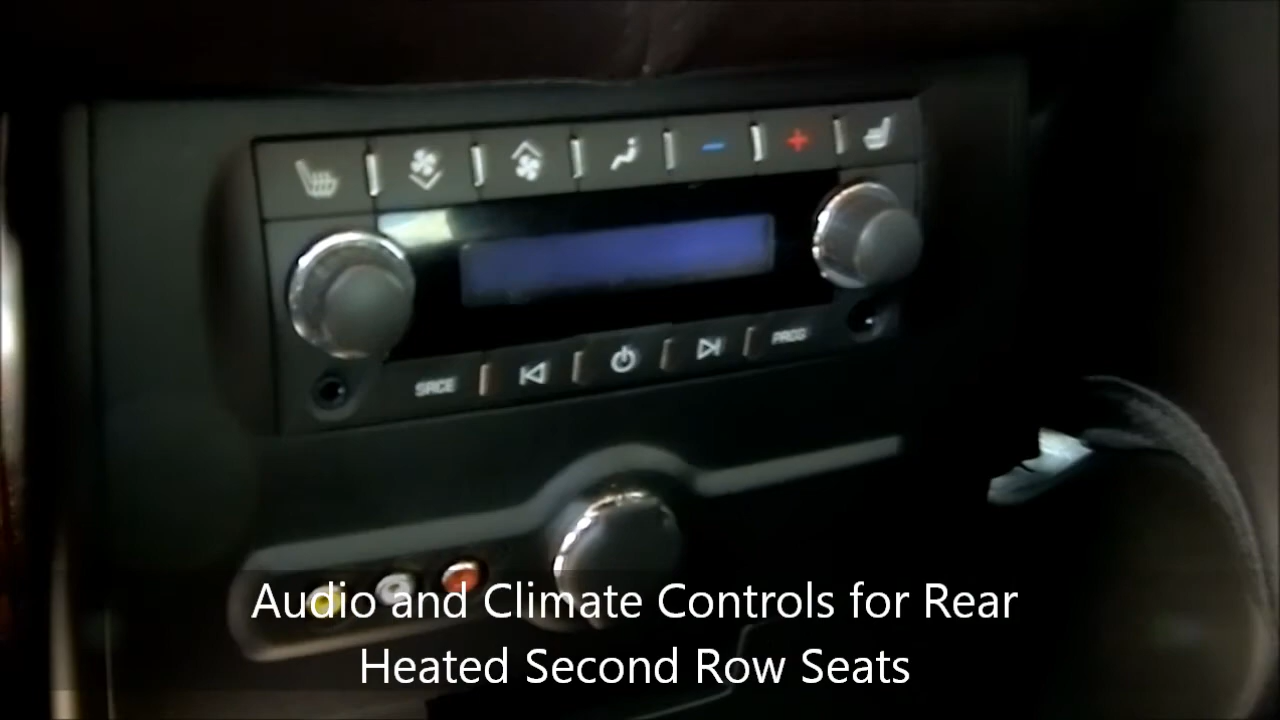 SRCE
PROG
Audio and Climate Controls for Rear
Heated Second Row Seats